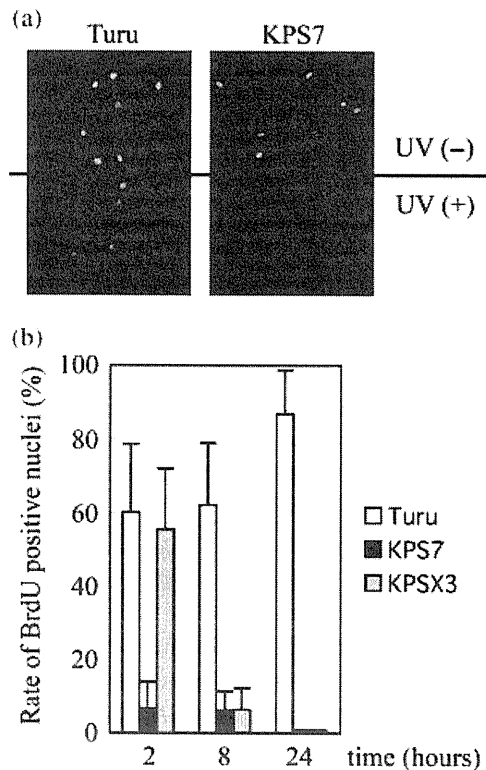 (a)
Turu KPS7
UV (–)
UV (+)
(b)
Rate of BrdU positive nuclei (%)
100
80
60
40
20
0
2 8 24 time (hours)
Turu
KPS7
KPSX3